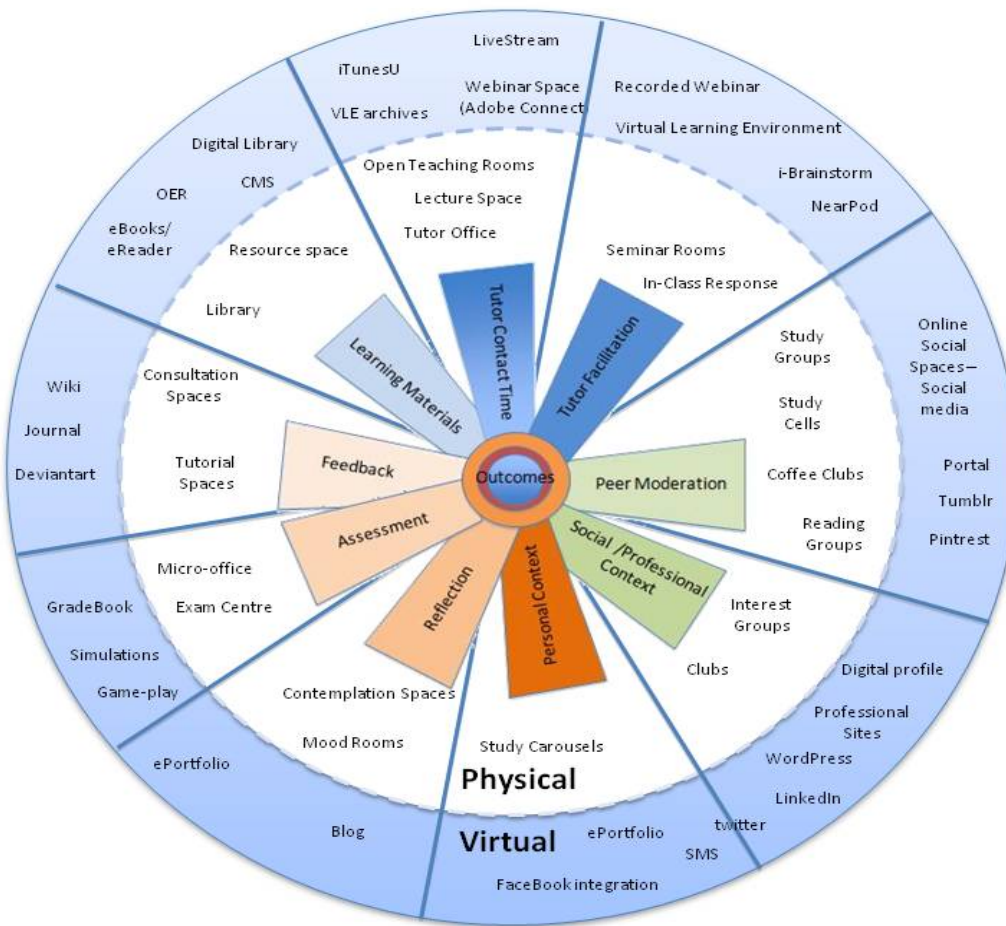 LiveStream
iTunesU
Webinar Space
(Adobe Connect)
VLE archives
Recorded Webinar
Virtual Learning Environment
i-Brainstorm
NearPod
Digital Library
CMS
OER
eBooks/
eReader
Open Teaching Rooms
Lecture Space
Tutor Office
Resource space
Library
Seminar Rooms
In-Class Response
Study
Groups
Study
Cells
Coffee Clubs
Reading
Groups
Online
Social
Spaces—
Social
media
Portal
Tumblr
Pintrest
Wiki
Journal
Deviantart
Consultation
Spaces
Tutorial
Spaces
Learning Materials
Tutor Contact Time
Tutor Facilitation
Feedback
Outcomes
Peer Moderation
Assessment
Reflection
Personal Context
Social /Professional
Context
Micro-office
Exam Centre
GradeBook
Simulations
Game-play
Interest
Groups
Clubs
Digital profile
Professional
Sites
WordPress
LinkedIn
twitter
Contemplation Spaces
Mood Rooms
Study Carousels
Physical
Virtual
ePortfolio
Blog
ePortfolio
SMS
FaceBook integration